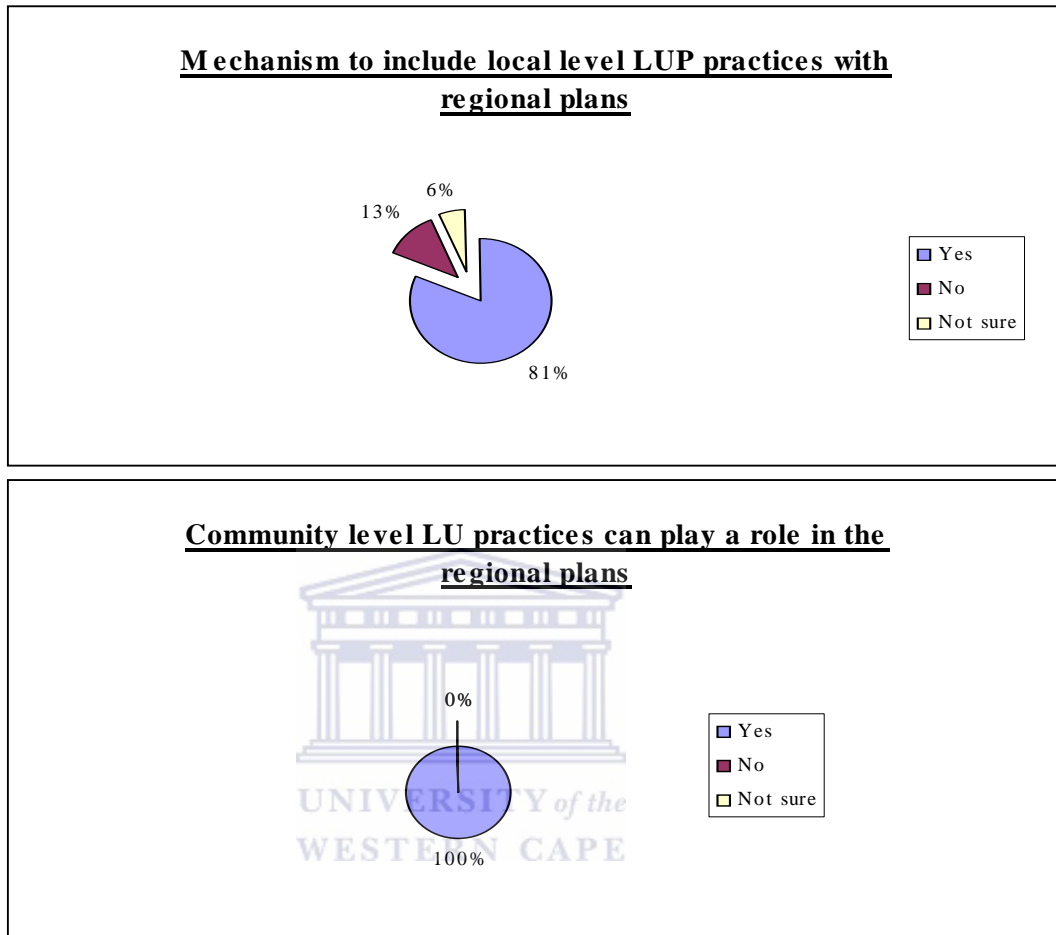 Mechanism to include local level LUP practices with
regional plans
6%
13%
81%
Yes
No
Not sure
Community level LU practices can play a role in the
regional plans
0%
100%
Yes
No
Not sure
UNIVERSITY of the
WESTERN CAPE